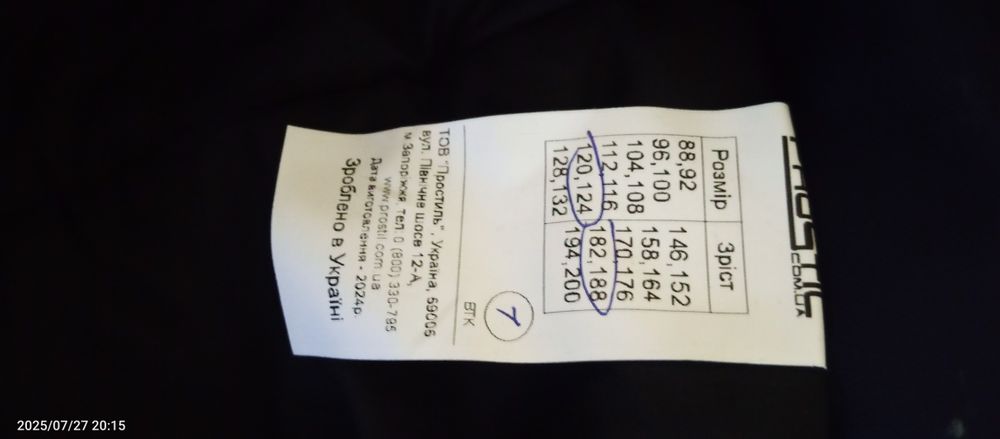 PROSTIL
.COM.UA
Розмір Зріст
88,92 146,152
96,100 158,164
104,108 170,176
112,116 182,188
120,124 194,200
128,132
ВТК
ТОВ "Простиль", Україна, 69006
вул. Північне шосе 12-А,
м.Запоріжжя, тел. 0 (800) 330-795
www.prostil.com.ua
Дата виготовлення - 2024р.
Зроблено в Україні
2025/07/27 20:15